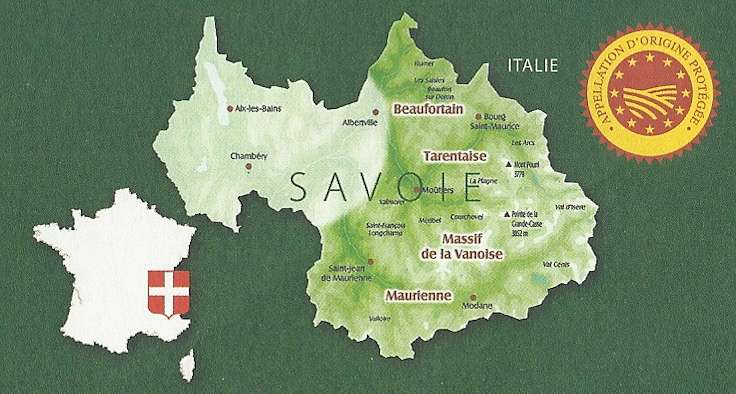 ITALIE
APPELLATION D'ORIGINE PROTÉGÉE
Les Saisies
Beaufort
sur Doron
Aix-les-Bains
Albertville
Beaufortain
Bourg
Saint-Maurice
Les Arcs
Chambéry
Tarentaise
Mont Pourri
3779
SAVOIE
Moûtiers
La Plagne
Valmorel
Val d'Isère
Saint-François
Longchamp
Méribel
Courchevel
Pointe de la
Grande-Casse
3852 m
Massif
de la Vanoise
Saint-Jean
de Maurienne
Val Cenis
Maurienne
Modane
Valloire